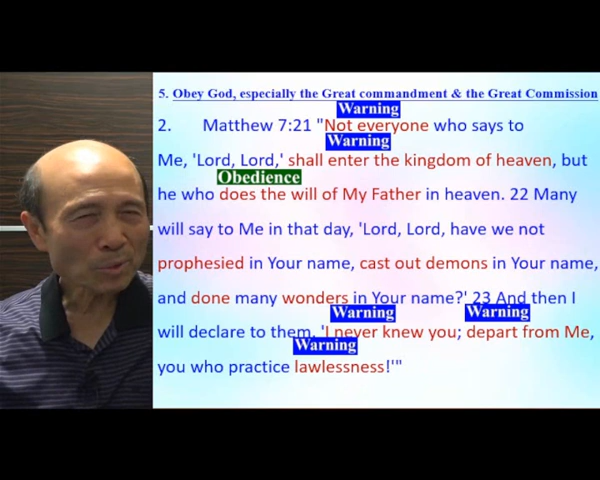 5. Obey God, especially the Great commandment & the Great Commission
Warning
2. Matthew 7:21 "Not everyone who says to
Warning
Me, 'Lord, Lord,' shall enter the kingdom of heaven, but
Obedience
he who does the will of My Father in heaven. 22 Many
will say to Me in that day, 'Lord, Lord, have we not
prophesied in Your name, cast out demons in Your name,
and done many wonders in Your name?' 23 And then I
Warning Warning
will declare to them, 'I never knew you; depart from Me,
Warning
you who practice lawlessness!'"